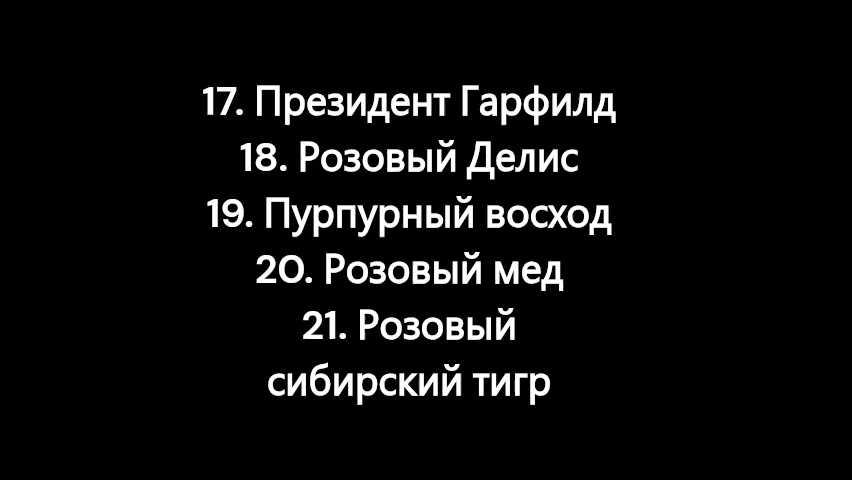 17. Президент Гарфилд
18. Розовый Делис
19. Пурпурный восход
20. Розовый мед
21. Розовый
сибирский тигр